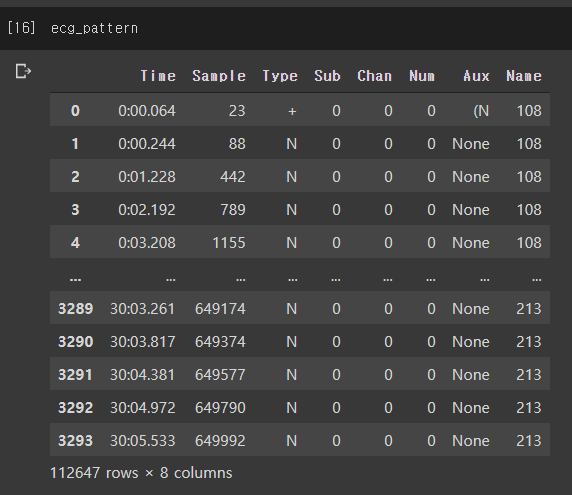 [16] ecg_pattern
Time Sample Type Sub Chan Num Aux Name
0 0:00.064 23 + 0 0 0 (N 108
1 0:00.244 88 N 0 0 0 None 108
2 0:01.228 442 N 0 0 0 None 108
3 0:02.192 789 N 0 0 0 None 108
4 0:03.208 1155 N 0 0 0 None 108
... ... ... ... ... ... ... ... ...
3289 30:03.261 649174 N 0 0 0 None 213
3290 30:03.817 649374 N 0 0 0 None 213
3291 30:04.381 649577 N 0 0 0 None 213
3292 30:04.972 649790 N 0 0 0 None 213
3293 30:05.533 649992 N 0 0 0 None 213
112647 rows × 8 columns